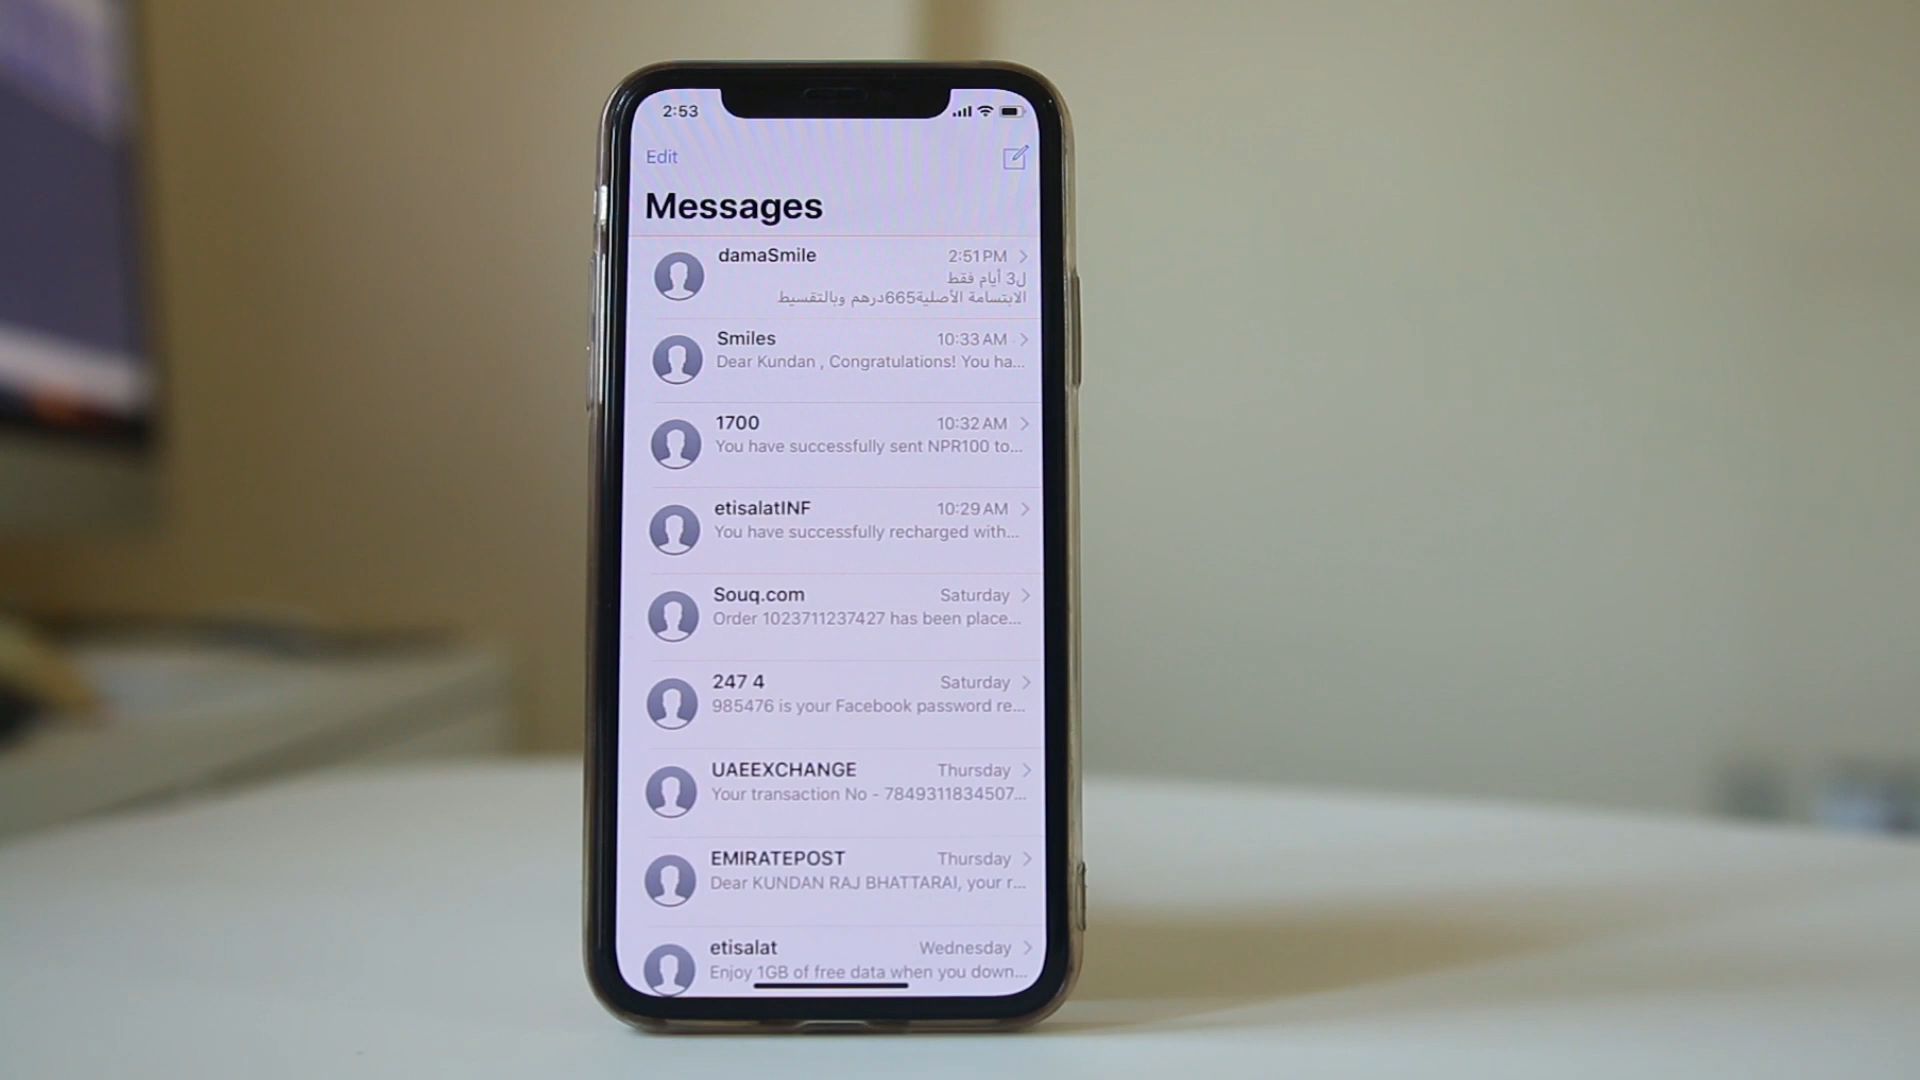 2:53
Edit
Messages
damaSmile 2:51 PM
ل3 أيام فقط
الابتسامة الأصلية665درهم وبالتقسيط
Smiles 10:33 AM
Dear Kundan , Congratulations! You ha...
1700 10:32 AM
You have successfully sent NPR100 to...
etisalatINF 10:29 AM
You have successfully recharged with...
Souq.com Saturday
Order 1023711237427 has been place...
247 4 Saturday
985476 is your Facebook password re...
UAEEXCHANGE Thursday
Your transaction No - 7849311834507...
EMIRATEPOST Thursday
Dear KUNDAN RAJ BHATTARAI, your r...
etisalat Wednesday
Enjoy 1GB of free data when you down...